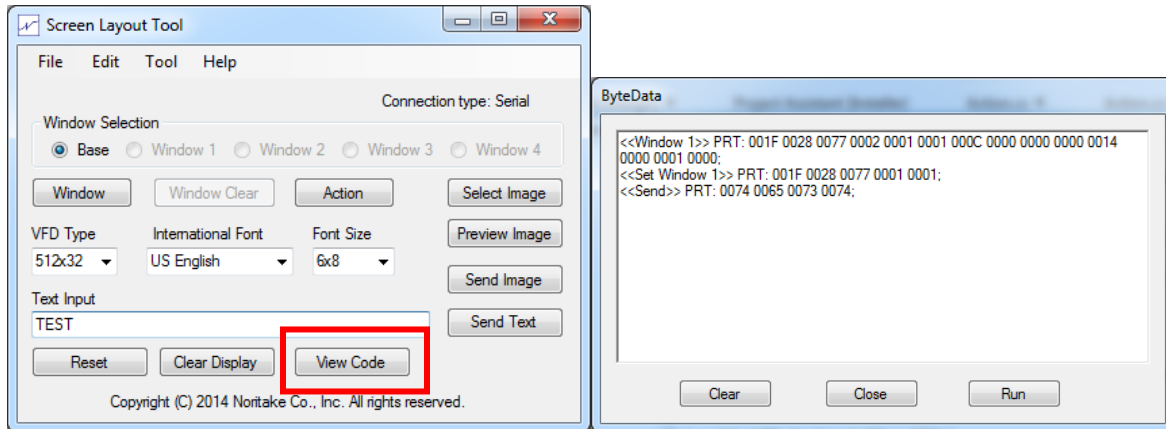 Screen Layout Tool
File Edit Tool Help
Connection type: Serial
Window Selection
Base Window 1 Window 2 Window 3 Window 4
Window Window Clear Action Select Image
VFD Type International Font Font Size Preview Image
512x32 US English 6x8
Send Image
Text Input
TEST Send Text
Reset Clear Display View Code
Copyright (C) 2014 Noritake Co., Inc. All rights reserved.
ByteData
<<Window 1>> PRT: 001F 0028 0077 0002 0001 0001 000C 0000 0000 0000 0014
0000 0001 0000;
<<Set Window 1>> PRT: 001F 0028 0077 0001 0001;
<<Send>> PRT: 0074 0065 0073 0074;
Clear Close Run